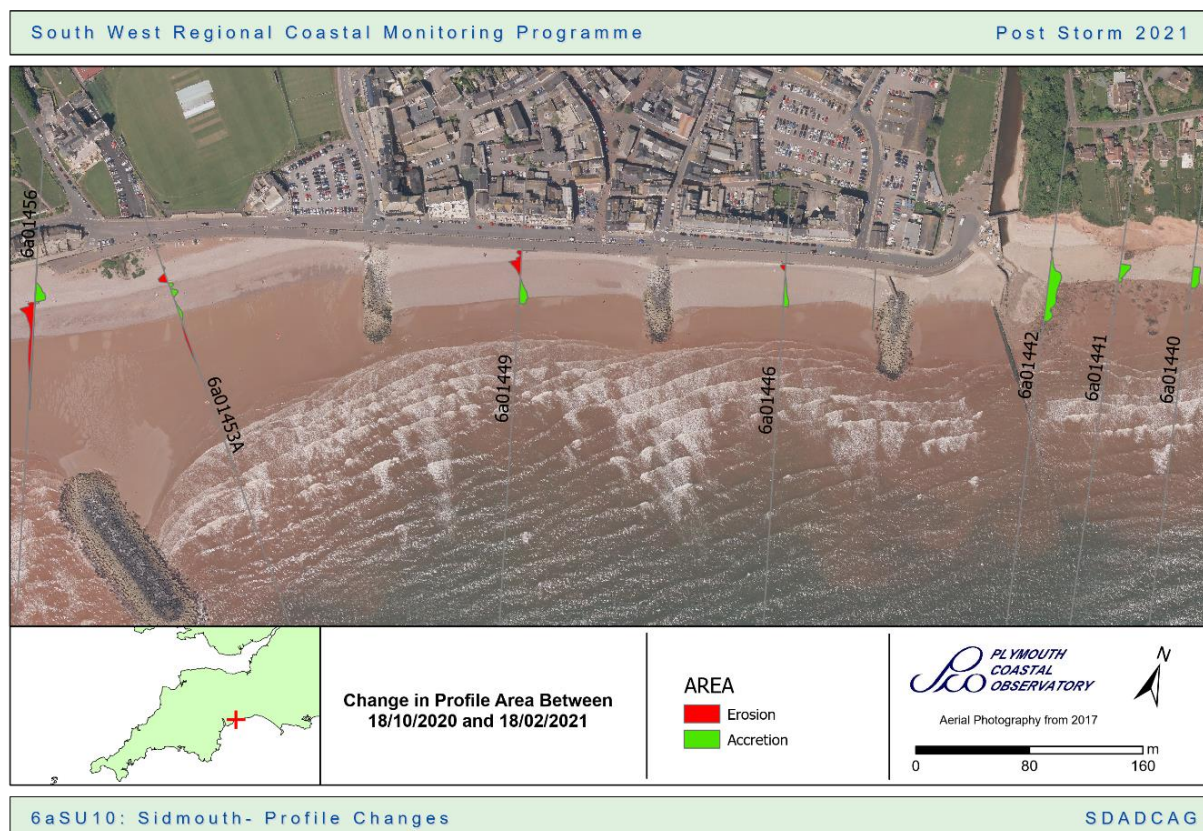 South West Regional Coastal Monitoring Programme
Post Storm 2021
6a01456
6a01453A
6a01449
6a01446
6a01442
6a01441
6a01440
Change in Profile Area Between
18/10/2020 and 18/02/2021
AREA
Erosion
Accretion
PLYMOUTH
COASTAL
OBSERVATORY
N
Aerial Photography from 2017
m
0 80 160
6aSU10: Sidmouth- Profile Changes
SDADCAG